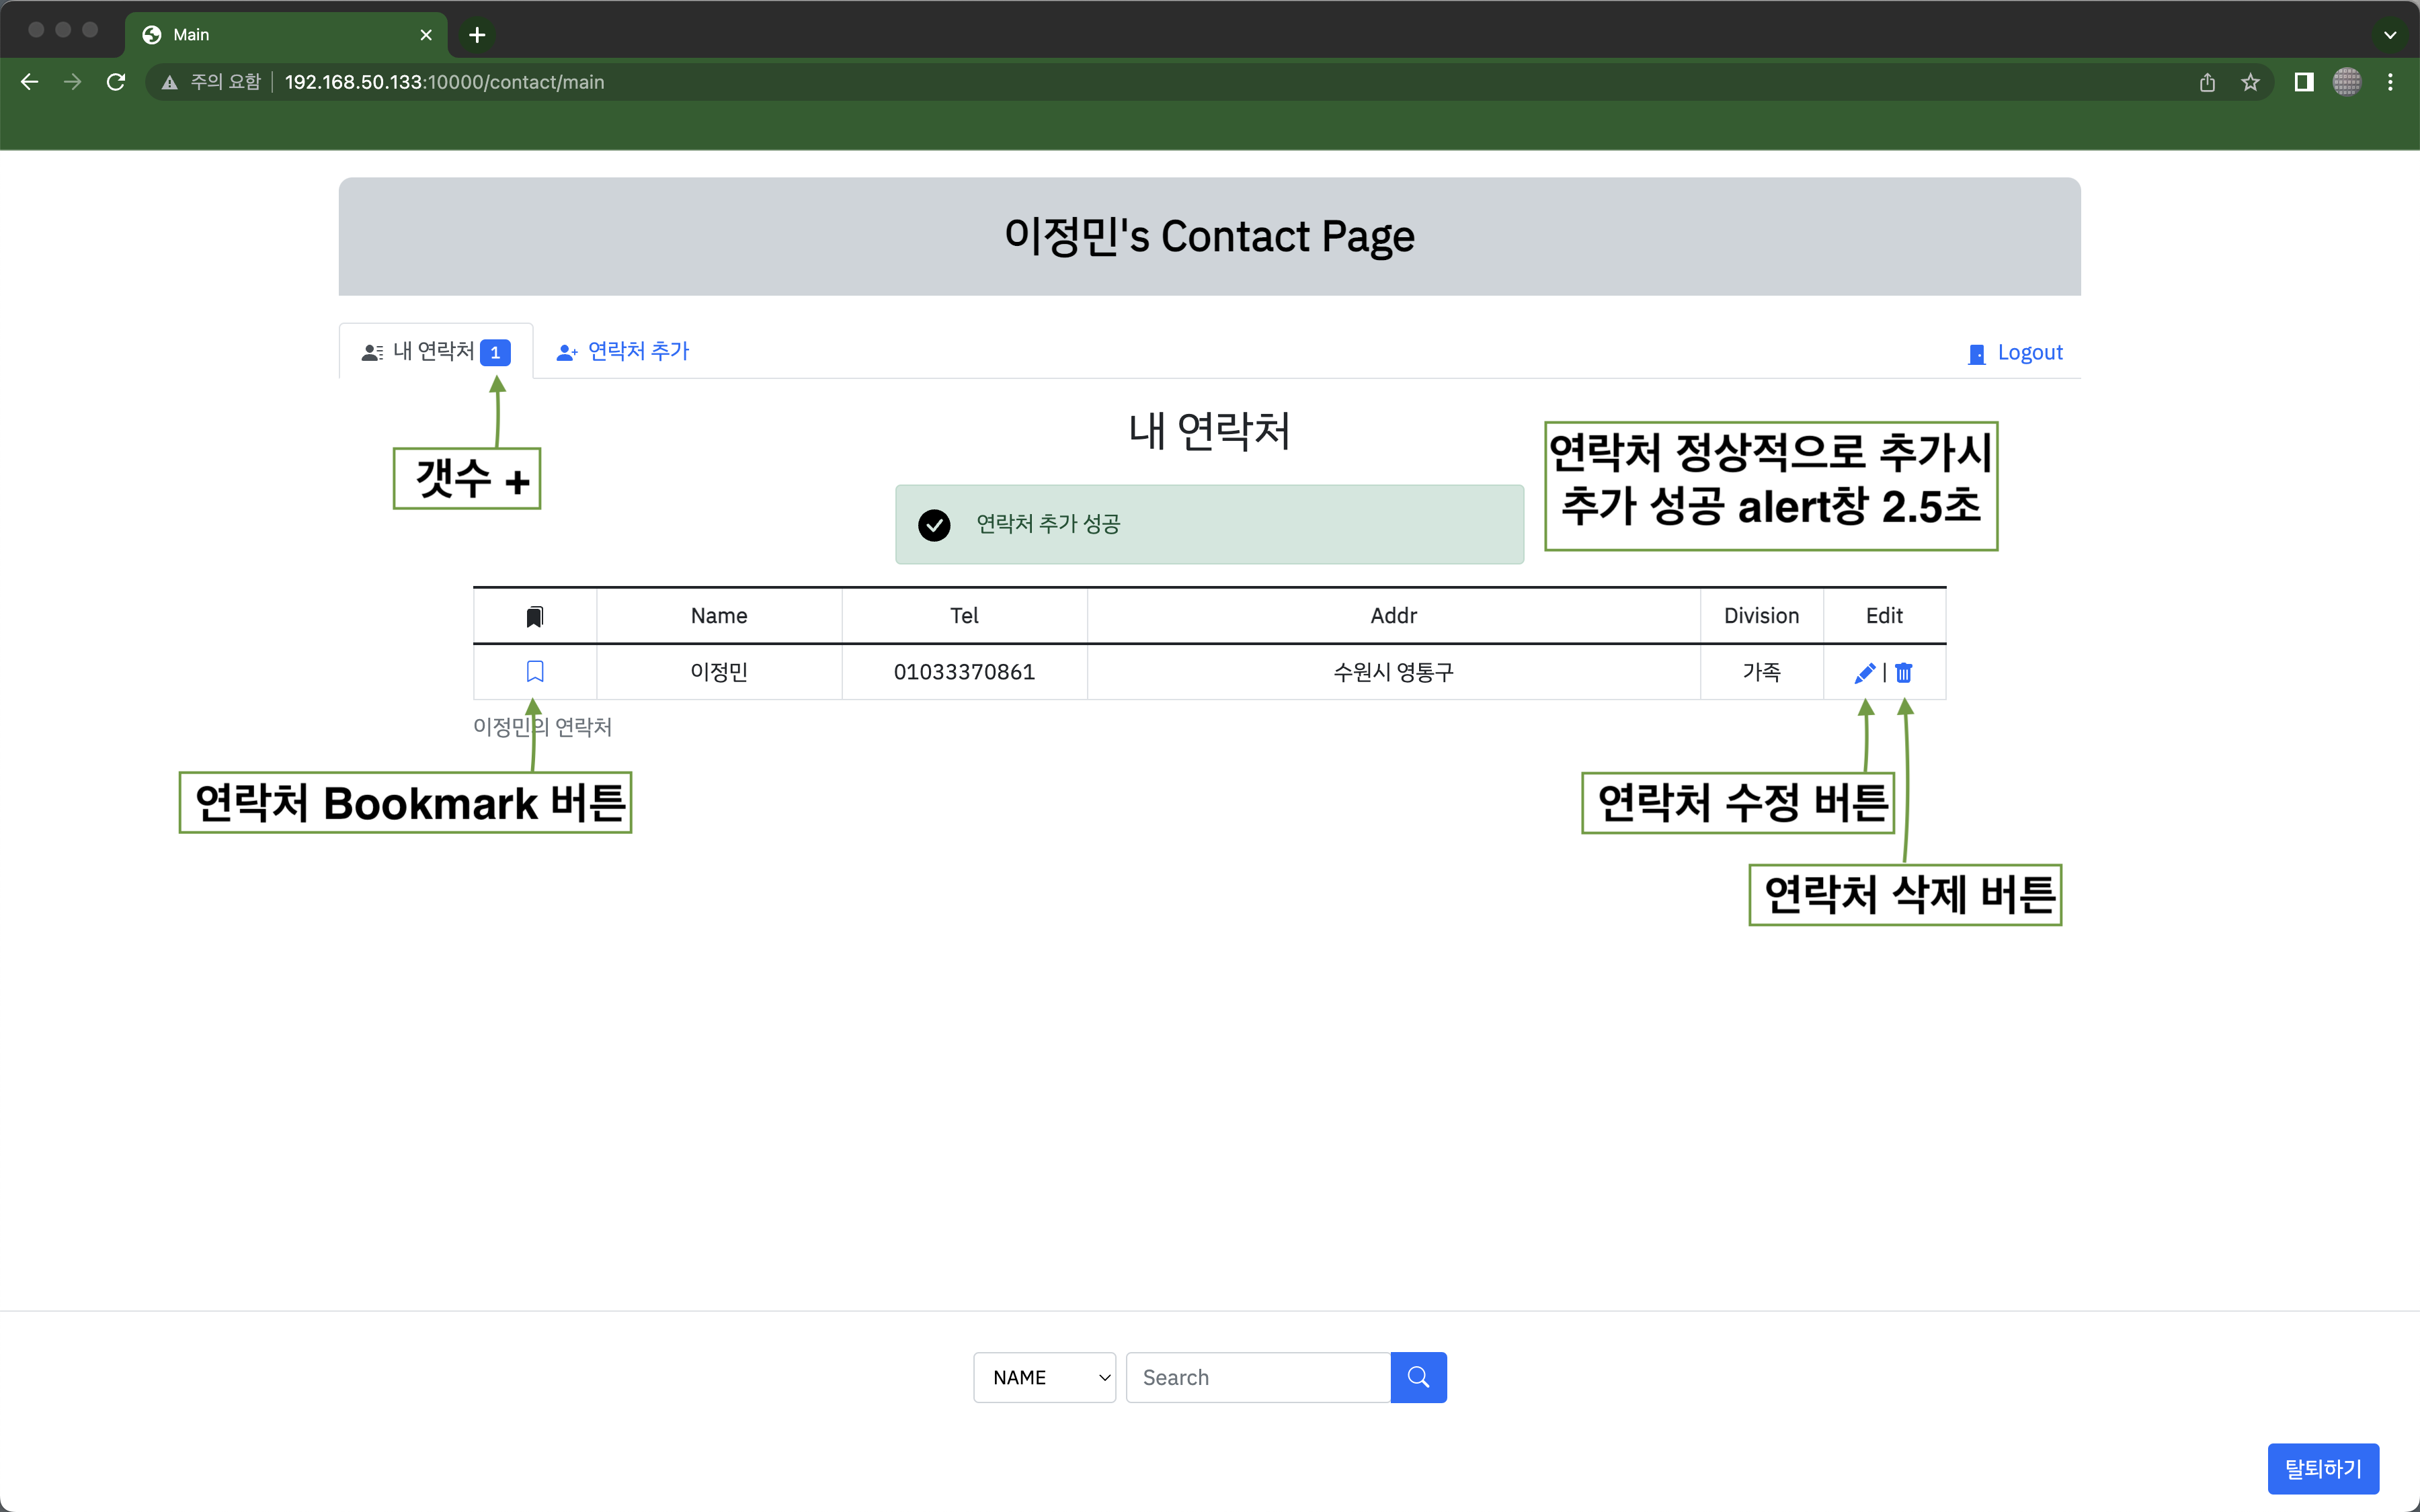 Main
주의 요함 192.168.50.133:10000/contact/main
이정민's Contact Page
내 연락처 1 연락처 추가 Logout
갯수 +
내 연락처
연락처 정상적으로 추가시
추가 성공 alert창 2.5초
연락처 추가 성공
Name Tel Addr Division Edit
이정민 01033370861 수원시 영통구 가족 |
이정민의 연락처
연락처 Bookmark 버튼
연락처 수정 버튼
연락처 삭제 버튼
NAME Search
탈퇴하기